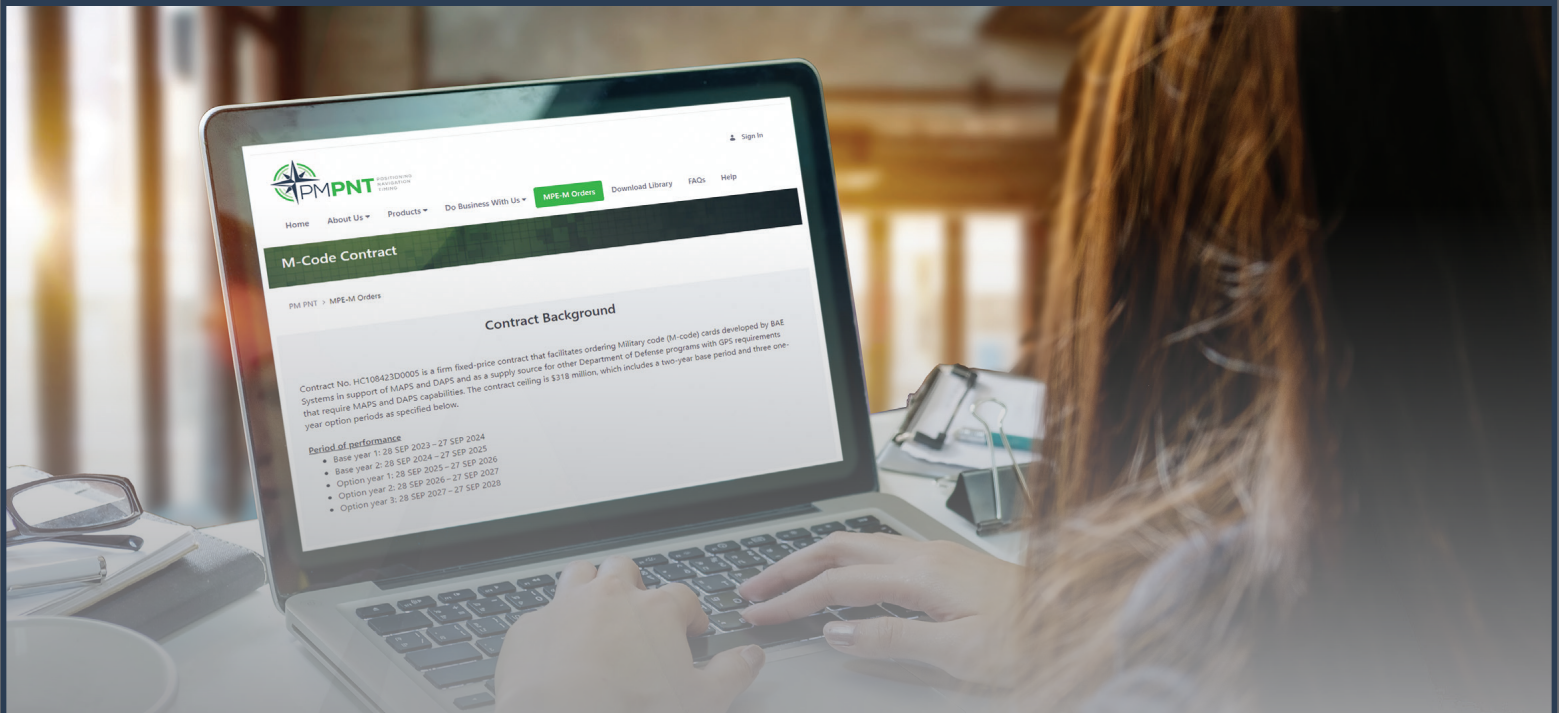 Sign In
PMPNT POSITIONING NAVIGATION TIMING
Home About Us Products Do Business With Us MPE-M Orders Download Library FAQs Help
M-Code Contract
PM PNT > MPE-M Orders
Contract Background
Contract No. HC108423D0005 is a firm fixed-price contract that facilitates ordering Military code (M-code) cards developed by BAE
Systems in support of MAPS and DAPS and as a supply source for other Department of Defense programs with GPS requirements
that require MAPS and DAPS capabilities. The contract ceiling is $318 million, which includes a two-year base period and three one-
year option periods as specified below.
Period of performance
• Base year 1: 28 SEP 2023 – 27 SEP 2024
• Base year 2: 28 SEP 2024 – 27 SEP 2025
• Option year 1: 28 SEP 2025 – 27 SEP 2026
• Option year 2: 28 SEP 2026 – 27 SEP 2027
• Option year 3: 28 SEP 2027 – 27 SEP 2028